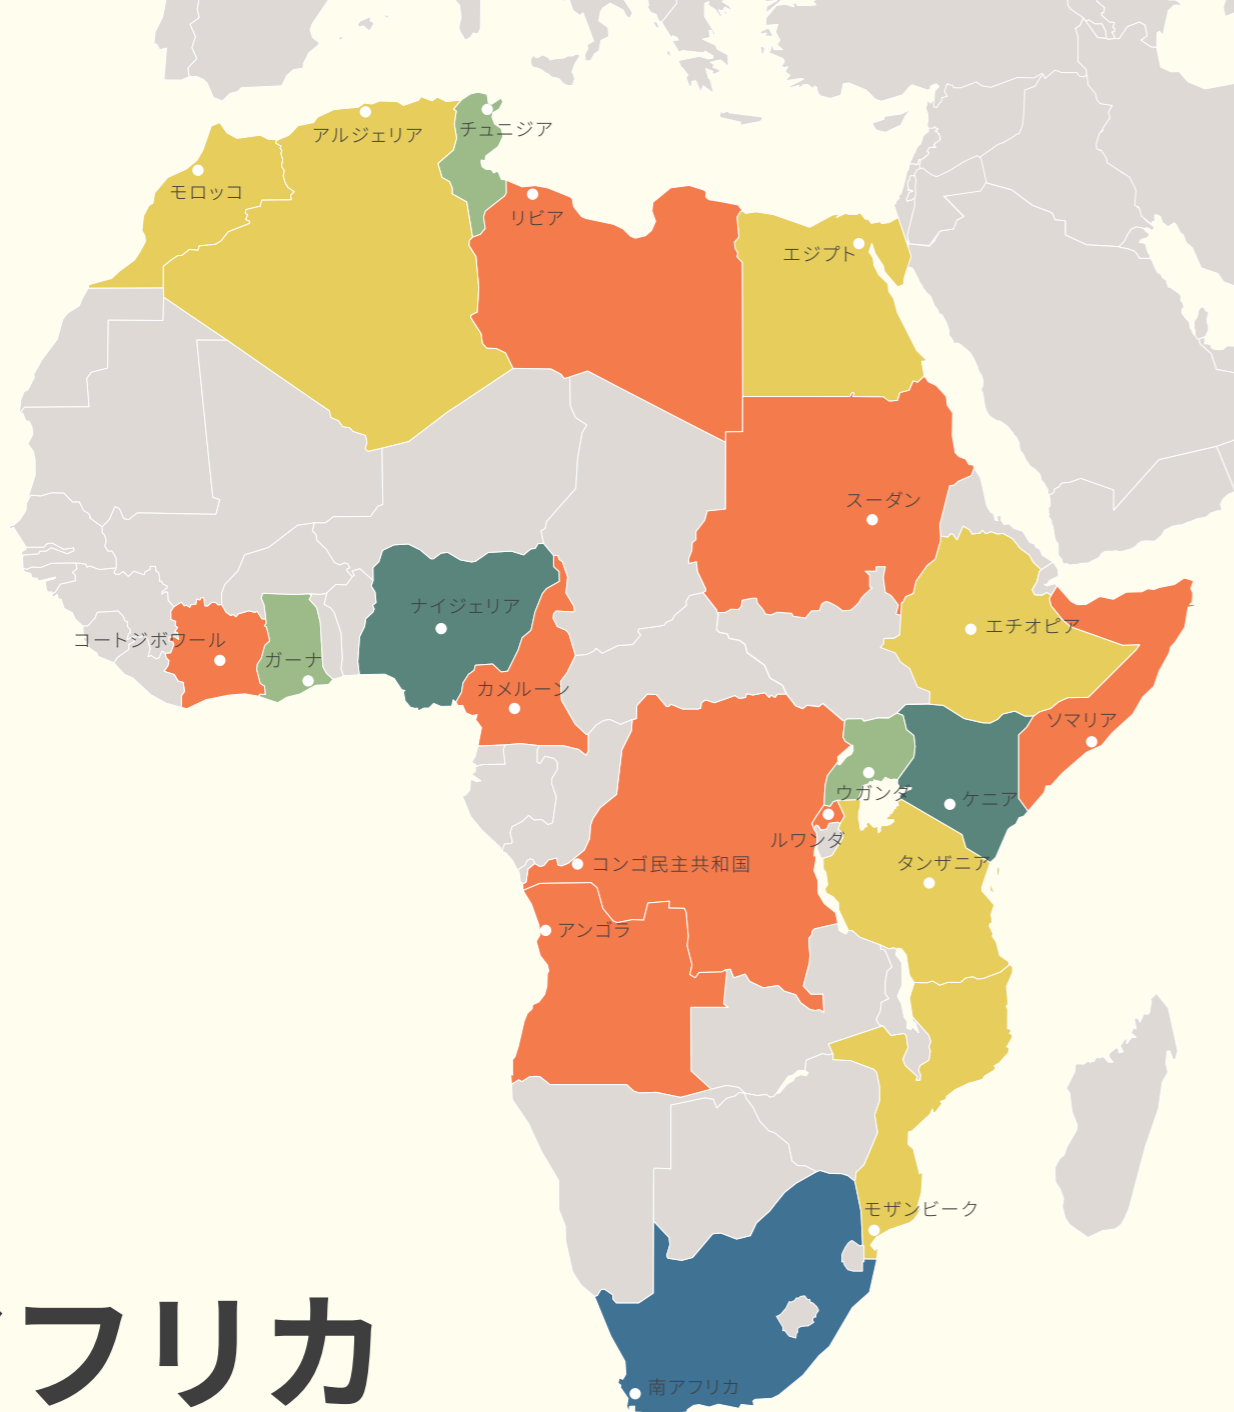 アルジェリア
チュニジア
モロッコ
リビア
エジプト
スーダン
ナイジェリア
エチオピア
コートジボワール
ガーナ
カメルーン
ソマリア
ウガンダ
ケニア
ルワンダ
タンザニア
コンゴ民主共和国
アンゴラ
モザンビーク
フリカ
南アフリカ